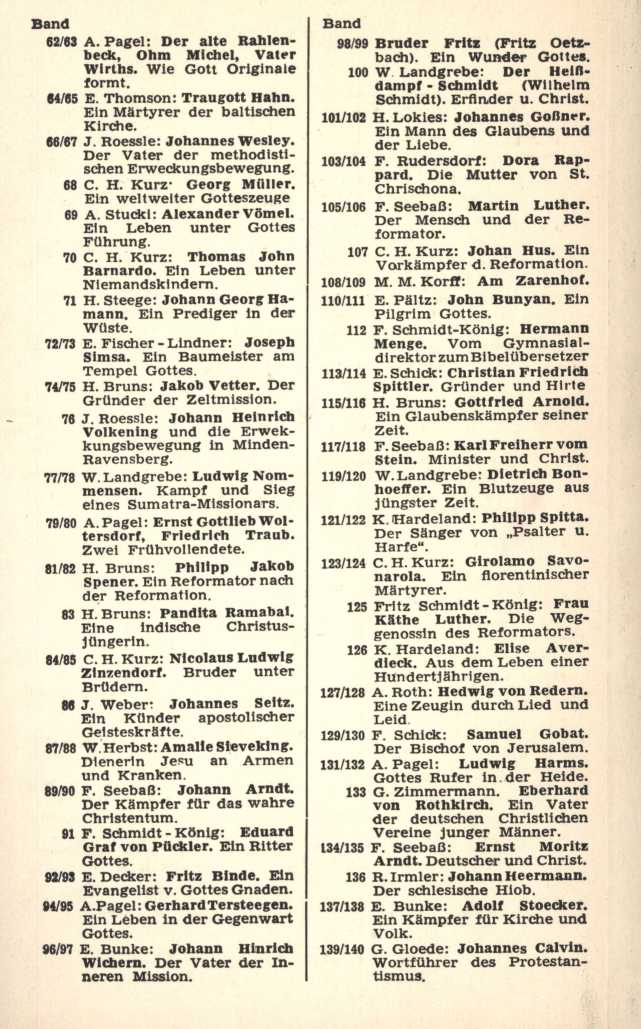 Band
62/63 A. Pagel: Der alte Rahlen-
beck, Ohm Michel, Vater
Wirths. Wie Gott Originale
formt.
64/65 E. Thomson: Traugott Hahn.
Ein Märtyrer der baltischen
Kirche.
66/67 J. Roessle: Johannes Wesley.
Der Vater der methodisti-
schen Erweckungsbewegung.
68 C. H. Kurz· Georg Müller.
Ein weltweiter Gotteszeuge
69 A. Stucki: Alexander Vömel.
Ein Leben unter Gottes
Führung.
70 C. H. Kurz: Thomas John
Barnardo. Ein Leben unter
Niemandskindern.
71 H. Steege: Johann Georg Ha-
mann. Ein Prediger in der
Wüste.
72/73 E. Fischer-Lindner: Joseph
Simsa. Ein Baumeister am
Tempel Gottes.
74/75 H. Bruns: Jakob Vetter. Der
Gründer der Zeltmission.
76 J. Roessle: Johann Heinrich
Volkening und die Erwek-
kungsbewegung in Minden-
Ravensberg.
77/78 W. Landgrebe: Ludwig Nom-
mensen. Kampf und Sieg
eines Sumatra-Missionars.
79/80 A. Pagel: Ernst Gottlieb Wol-
tersdorf, Friedrich Traub.
Zwei Frühvollendete.
81/82 H. Bruns: Philipp Jakob
Spener. Ein Reformator nach
der Reformation.
83 H. Bruns: Pandita Ramabai.
Eine indische Christus-
jüngerin.
84/85 C. H. Kurz: Nicolaus Ludwig
Zinzendorf. Bruder unter
Brüdern.
86 J. Weber: Johannes Seitz.
Ein Künder apostolischer
Geisteskräfte.
87/88 W. Herbst: Amalie Sieveking.
Dienerin Jesu an Armen
und Kranken.
89/90 F. Seebaß: Johann Arndt.
Der Kämpfer für das wahre
Christentum.
91 F. Schmidt-König: Eduard
Graf von Pückler. Ein Ritter
Gottes.
92/93 E. Decker: Fritz Binde. Ein
Evangelist v. Gottes Gnaden.
94/95 A. Pagel: Gerhard Tersteegen.
Ein Leben in der Gegenwart
Gottes.
96/97 E. Bunke: Johann Hinrich
Wichern. Der Vater der In-
neren Mission.
Band
98/99 Bruder Fritz (Fritz Oetz-
bach). Ein Wunder Gottes.
100 W. Landgrebe: Der Heiß-
dampf-Schmidt (Wilhelm
Schmidt). Erfinder u. Christ.
101/102 H. Lokies: Johannes Goßner.
Ein Mann des Glaubens und
der Liebe.
103/104 F. Rudersdorf: Dora Rap-
pard. Die Mutter von St.
Chrischona.
105/106 F. Seebaß: Martin Luther.
Der Mensch und der Re-
formator.
107 C. H. Kurz: Johan Hus. Ein
Vorkämpfer d. Reformation.
108/109 M. M. Korff: Am Zarenhof.
110/111 E. Pältz: John Bunyan. Ein
Pilgrim Gottes.
112 F. Schmidt-König: Hermann
Menge. Vom Gymnasial-
direktor zum Bibelübersetzer
113/114 E. Schick: Christian Friedrich
Spittler. Gründer und Hirte
115/116 H. Bruns: Gottfried Arnold.
Ein Glaubenskämpfer seiner
Zeit.
117/118 F. Seebaß: Karl Freiherr vom
Stein. Minister und Christ.
119/120 W. Landgrebe: Dietrich Bon-
hoeffer. Ein Blutzeuge aus
jüngster Zeit.
121/122 K. Hardeland: Philipp Spitta.
Der Sänger von „Psalter u.
Harfe“.
123/124 C. H. Kurz: Girolamo Savo-
narola. Ein florentinischer
Märtyrer.
125 Fritz Schmidt-König: Frau
Käthe Luther. Die Weg-
genossin des Reformators.
126 K. Hardeland: Elise Aver-
dieck. Aus dem Leben einer
Hundertjährigen.
127/128 A. Roth: Hedwig von Redern.
Eine Zeugin durch Lied und
Leid.
129/130 F. Schick: Samuel Gobat.
Der Bischof von Jerusalem.
131/132 A. Pagel: Ludwig Harms.
Gottes Rufer in der Heide.
133 G. Zimmermann. Eberhard
von Rothkirch. Ein Vater
der deutschen Christlichen
Vereine junger Männer.
134/135 F. Seebaß: Ernst Moritz
Arndt. Deutscher und Christ.
136 R. Irmler: Johann Heermann.
Der schlesische Hiob.
137/138 E. Bunke: Adolf Stoecker.
Ein Kämpfer für Kirche und
Volk.
139/140 G. Gloede: Johannes Calvin.
Wortführer des Protestan-
tismus.